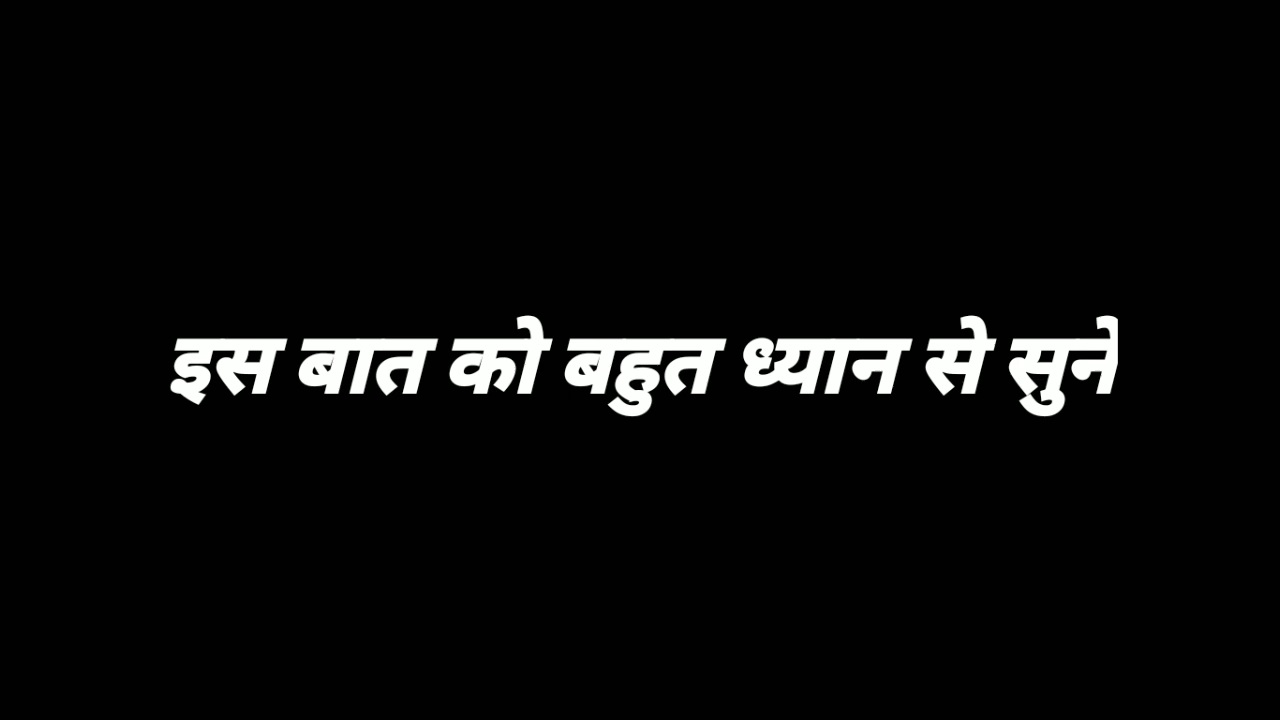 इस बात को बहुत ध्यान से सुने